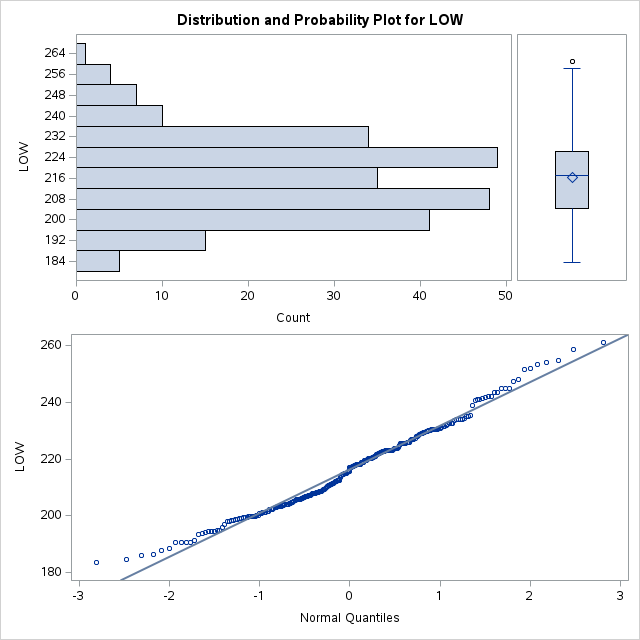 Distribution and Probability Plot for LOW
LOW
264
256
248
240
232
224
216
208
200
192
184
0 10 20 30 40 50
Count
LOW
260
240
220
200
180
-3 -2 -1 0 1 2 3
Normal Quantiles